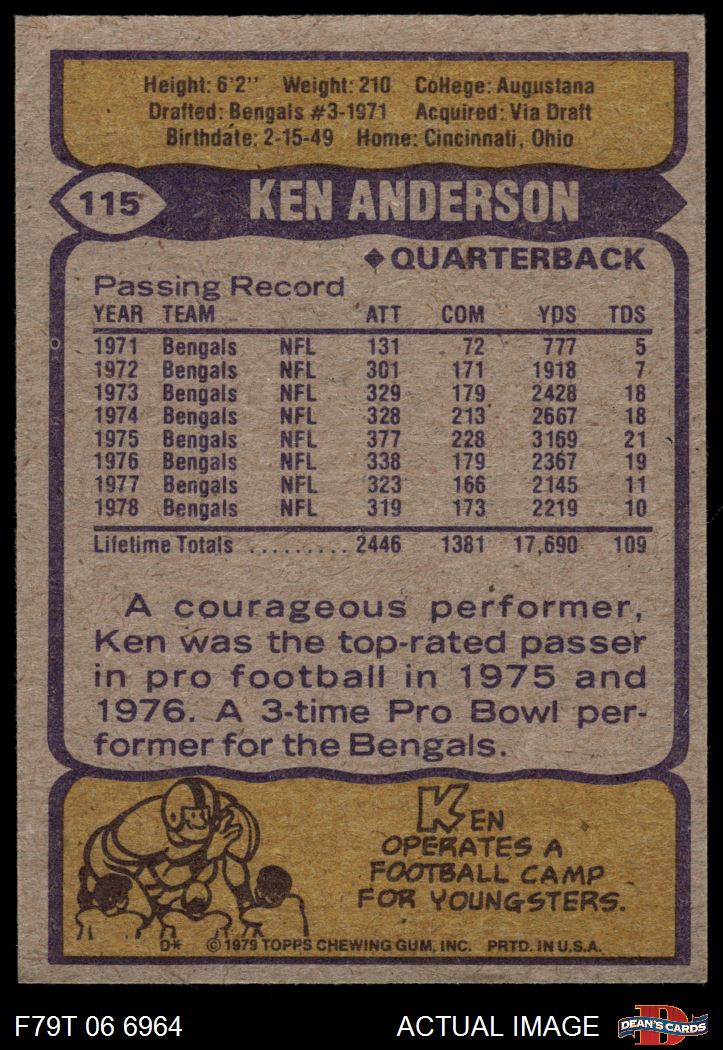 Height: 6'2" Weight: 210 College: Augustana
Drafted: Bengals #3-1971 Acquired: Via Draft
Birthdate: 2-15-49 Home: Cincinnati, Ohio
115 KEN ANDERSON
QUARTERBACK
Passing Record
YEAR TEAM ATT COM YDS TDS
1971 Bengals NFL 131 72 777 5
1972 Bengals NFL 301 171 1918 7
1973 Bengals NFL 329 179 2428 18
1974 Bengals NFL 328 213 2667 18
1975 Bengals NFL 377 228 3169 21
1976 Bengals NFL 338 179 2367 19
1977 Bengals NFL 323 166 2145 11
1978 Bengals NFL 319 173 2219 10
Lifetime Totals ......... 2446 1381 17,690 109
A courageous performer,
Ken was the top-rated passer
in pro football in 1975 and
1976. A 3-time Pro Bowl per-
former for the Bengals.
KEN
OPERATES A
FOOTBALL CAMP
FOR YOUNGSTERS.
D* © 1979 TOPPS CHEWING GUM, INC. PRTD. IN U.S.A.
F79T 06 6964 ACTUAL IMAGE D DEAN'S CARDS